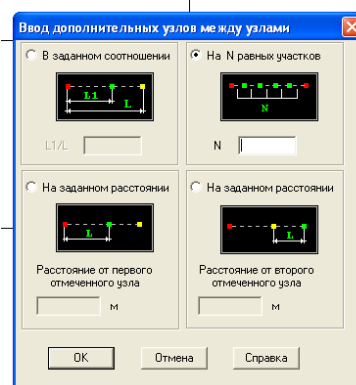 Ввод дополнительных узлов между узлами
В заданном соотношении
L1
L
L1/L
На N равных участков
N
N
На заданном расстоянии
L
Расстояние от первого
отмеченного узла
м
На заданном расстоянии
L
Расстояние от второго
отмеченного узла
м
OK
Отмена
Справка